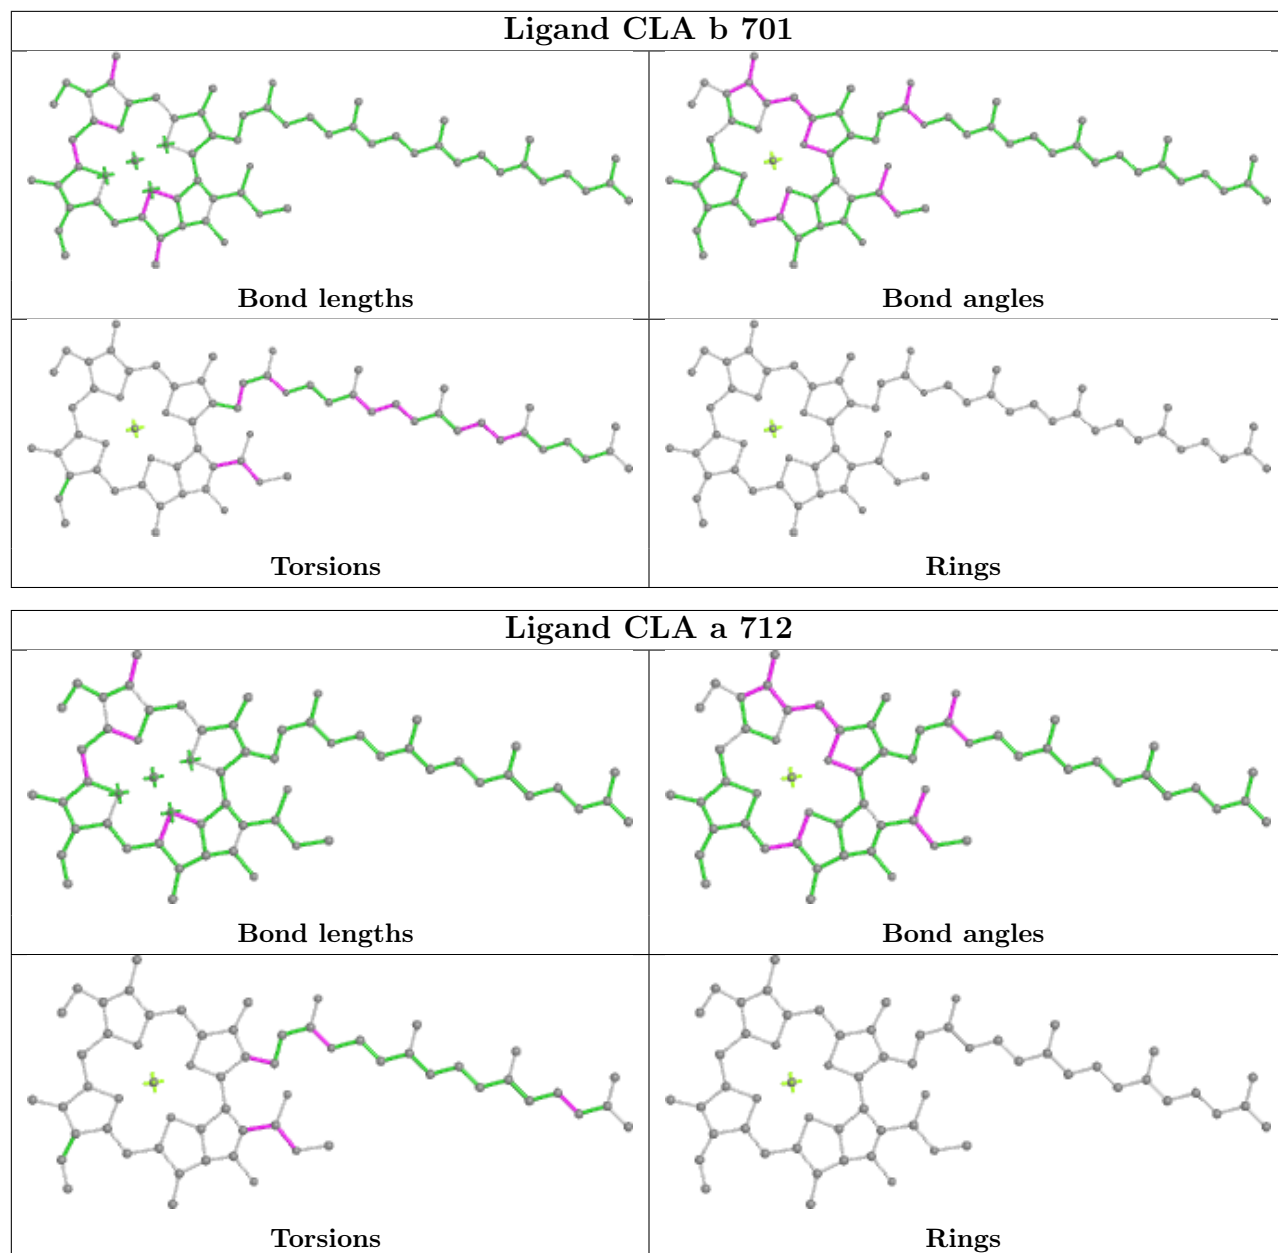 Ligand CLA b 701
Bond lengths
Bond angles
Torsions
Rings
Ligand CLA a 712
Bond lengths
Bond angles
Torsions
Rings